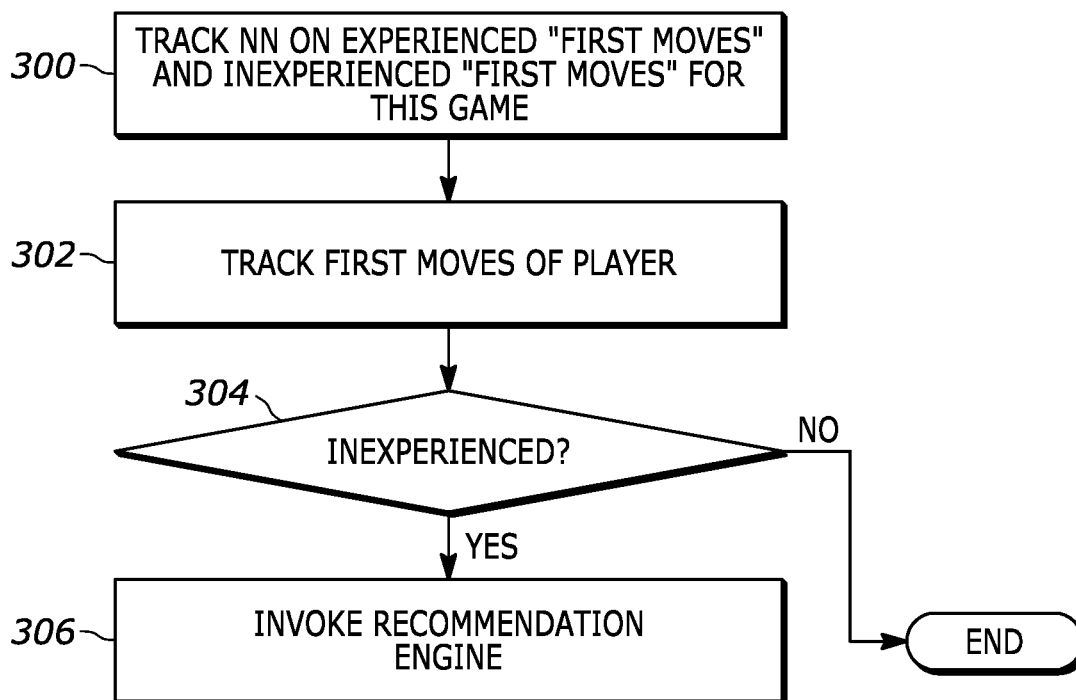 300
TRACK NN ON EXPERIENCED "FIRST MOVES"
AND INEXPERIENCED "FIRST MOVES" FOR
THIS GAME
302
TRACK FIRST MOVES OF PLAYER
304
INEXPERIENCED?
NO
YES
306
INVOKE RECOMMENDATION
ENGINE
END